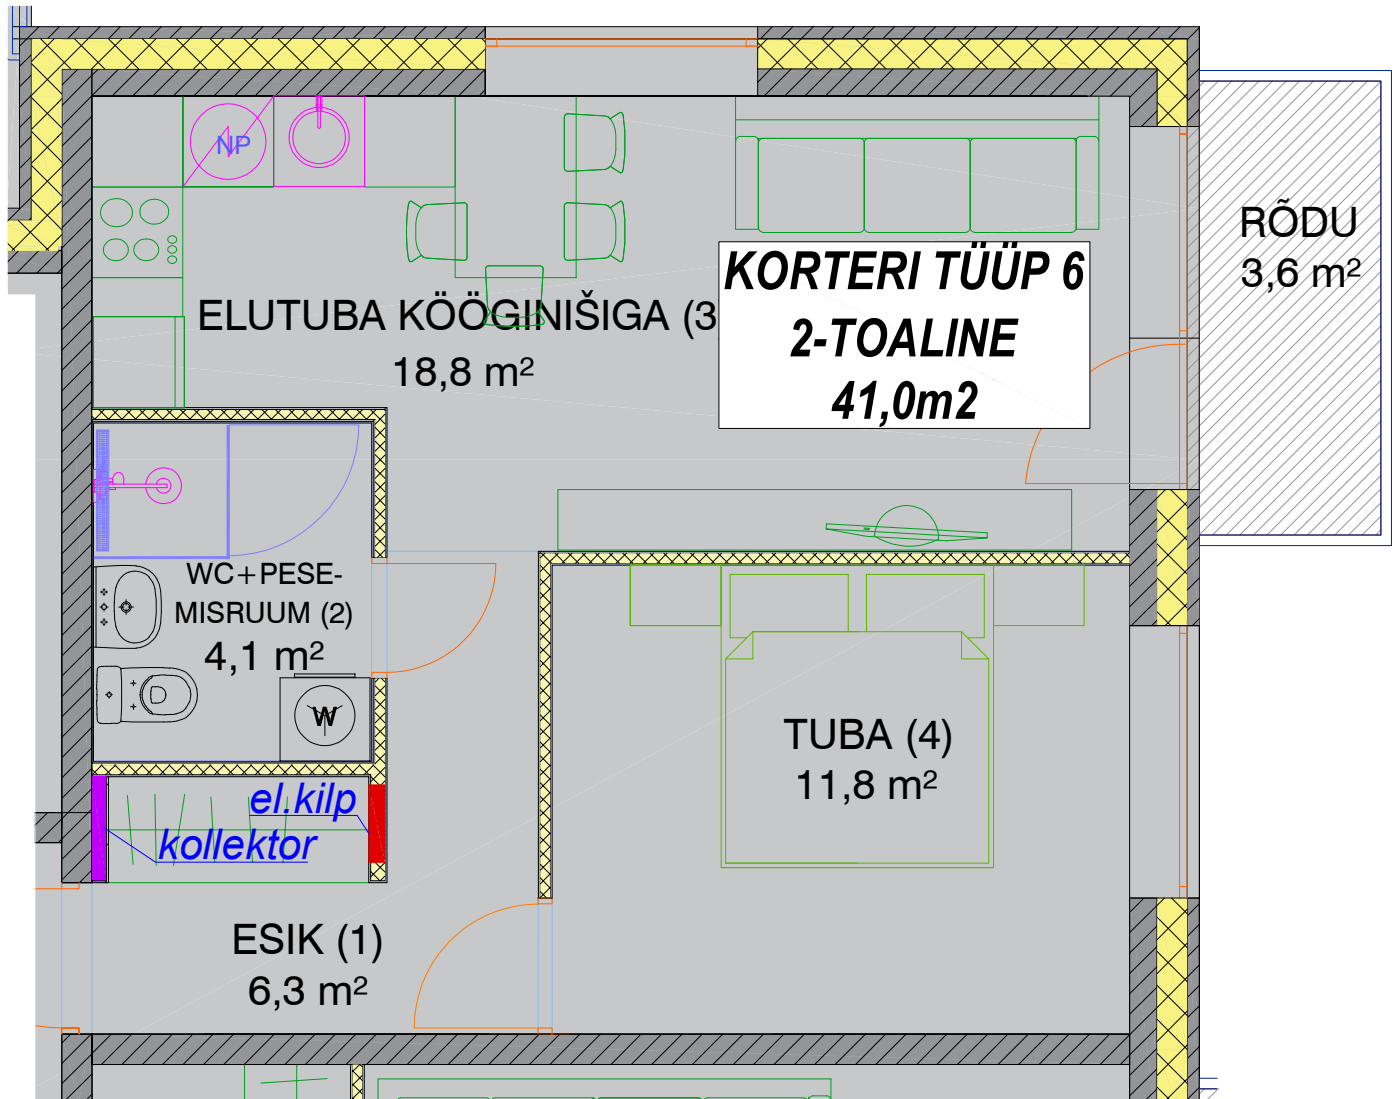 NP
RÕDU
3,6 m²
KORTERI TÜÜP 6
2-TOALINE
41,0m2
ELUTUBA KÖÖGINIŠIGA (3
18,8 m²
WC+PESE-
MISRUUM (2)
4,1 m²
W
TUBA (4)
11,8 m²
el.kilp
kollektor
ESIK (1)
6,3 m²